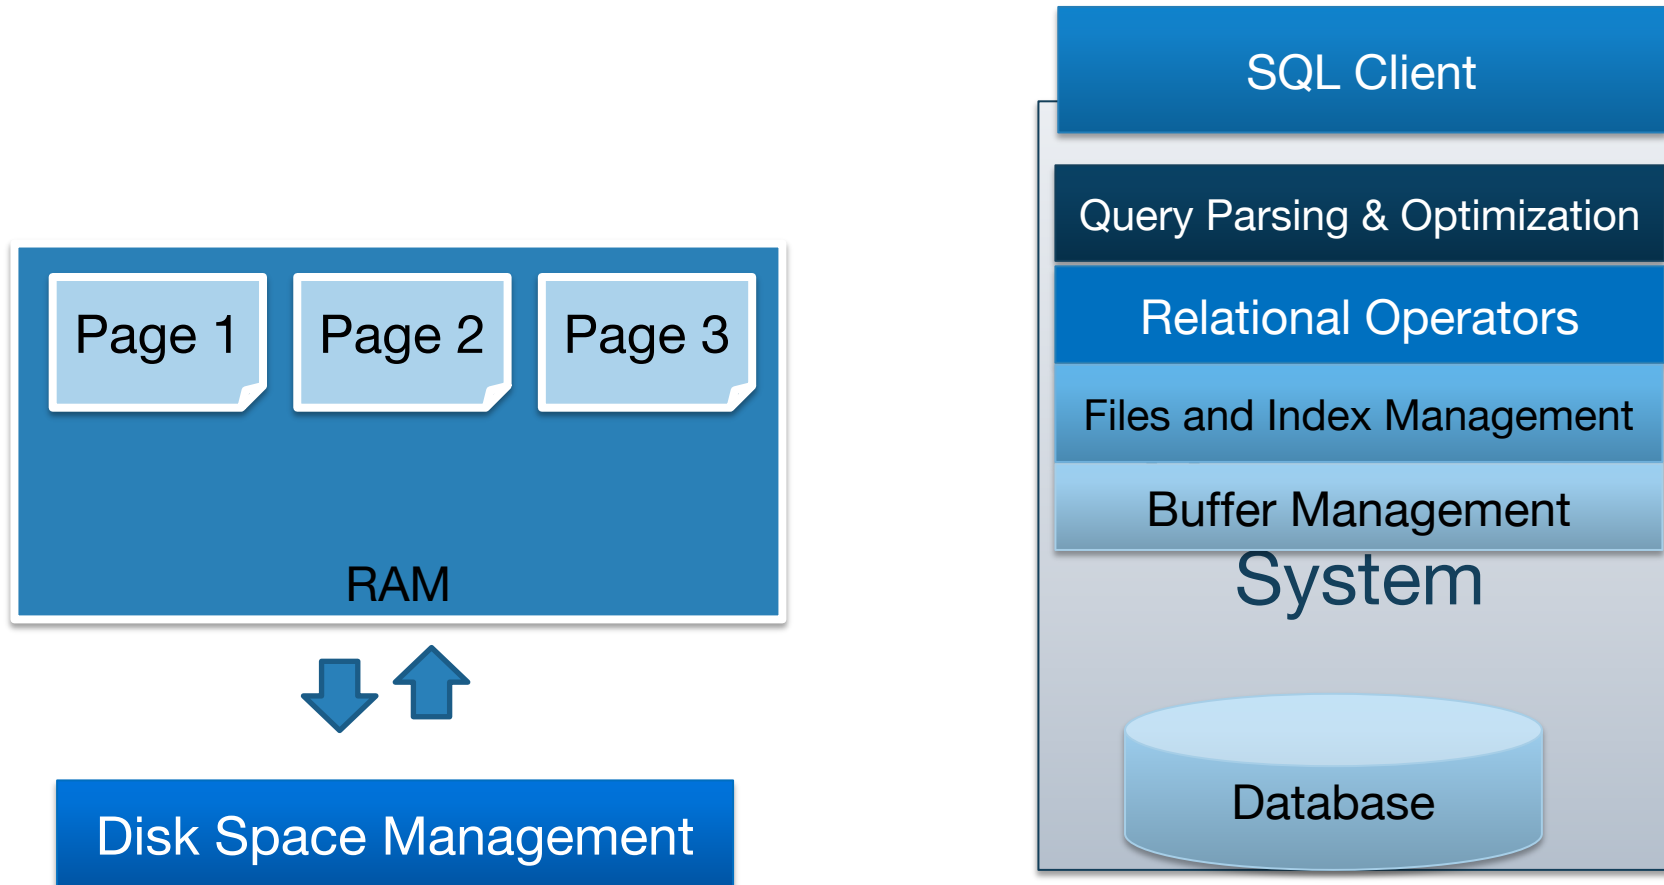 SQL Client
Query Parsing & Optimization
Relational Operators
Files and Index Management
Buffer Management
System
Database
Page 1
Page 2
Page 3
RAM
Disk Space Management